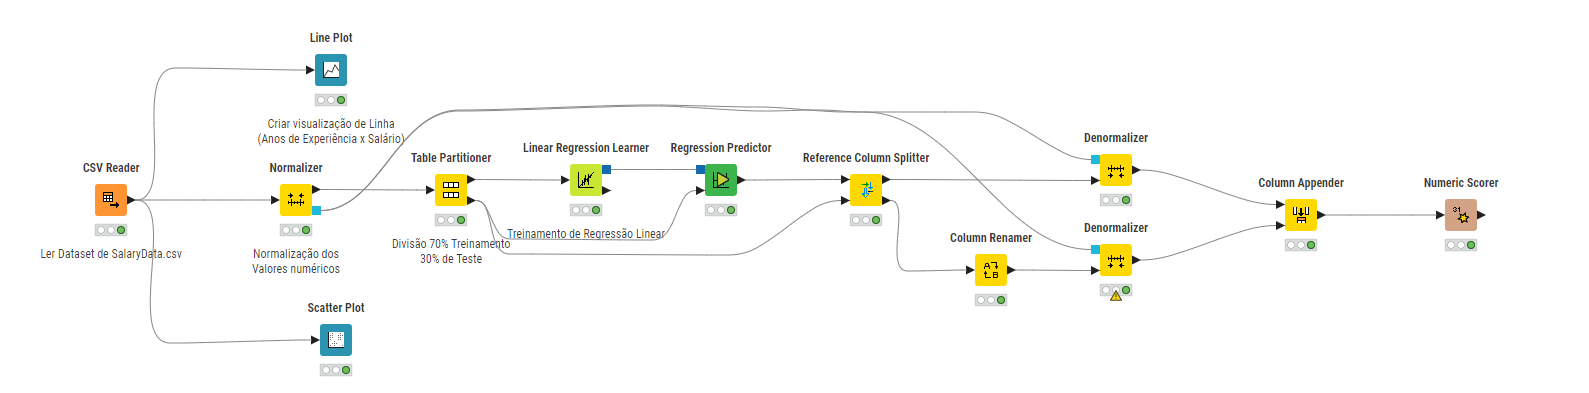 Line Plot
Criar visualização de Linha
(Anos de Experiência x Salário)
CSV Reader
Ler Dataset de SalaryData.csv
Normalizer
Normalização dos
Valores numéricos
Scatter Plot
Table Partitioner
Divisão 70% Treinamento
30% de Teste
Linear Regression Learner
Treinamento de Regressão Linear
Regression Predictor
Reference Column Splitter
Column Renamer
A
B
Denormalizer
Denormalizer
Column Appender
Numeric Scorer
31